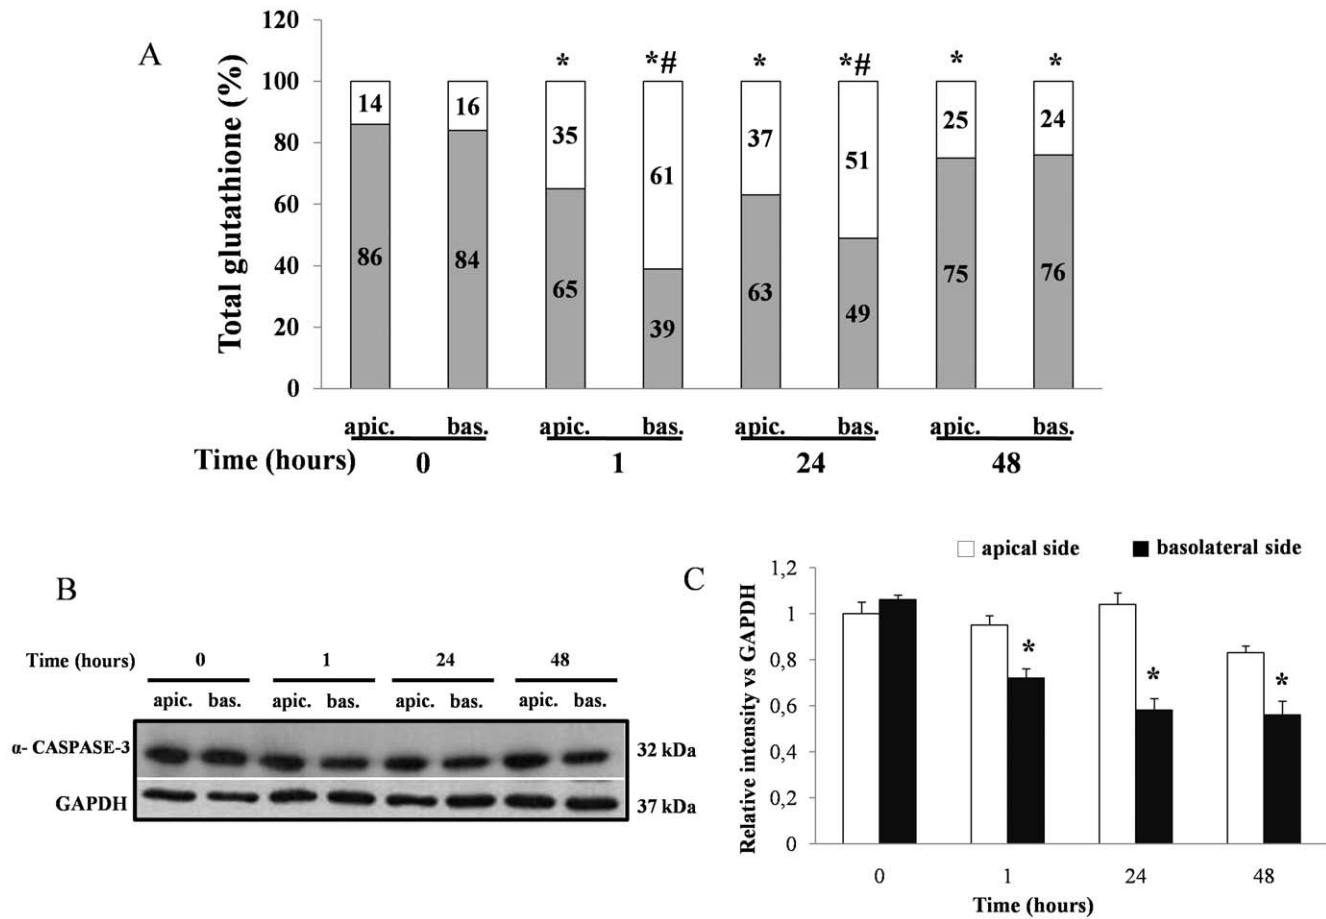 A
Total glutathione (%)
120
100
80
60
40
20
0
* *# * *# * *
14 16 35 61 37 51 25 24
86 84 65 39 63 49 75 76
apic. bas. apic. bas. apic. bas. apic. bas.
Time (hours) 0 1 24 48
B
Time (hours) 0 1 24 48
apic. bas. apic. bas. apic. bas. apic. bas.
α- CASPASE-3 32 kDa
GAPDH 37 kDa
C
apical side basolateral side
Relative intensity vs GAPDH
1,2
1
0,8
0,6
0,4
0,2
0
* * *
0 1 24 48
Time (hours)